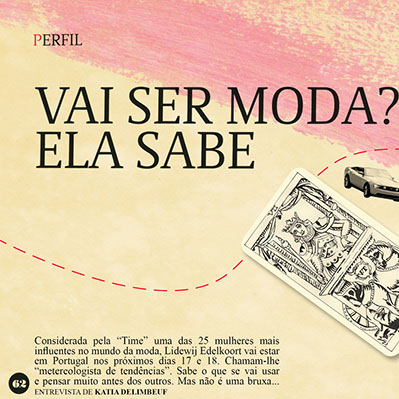 PERFIL
VAI SER MODA?
ELA SABE
Considerada pela “Time” uma das 25 mulheres mais
influentes no mundo da moda, Lidewij Edelkoort vai estar
em Portugal nos próximos dias 17 e 18. Chamam-lhe
“metereologista de tendências”. Sabe o que se vai usar
e pensar muito antes dos outros. Mas não é uma bruxa...
62
ENTREVISTA DE KATIA DELIMBEUF